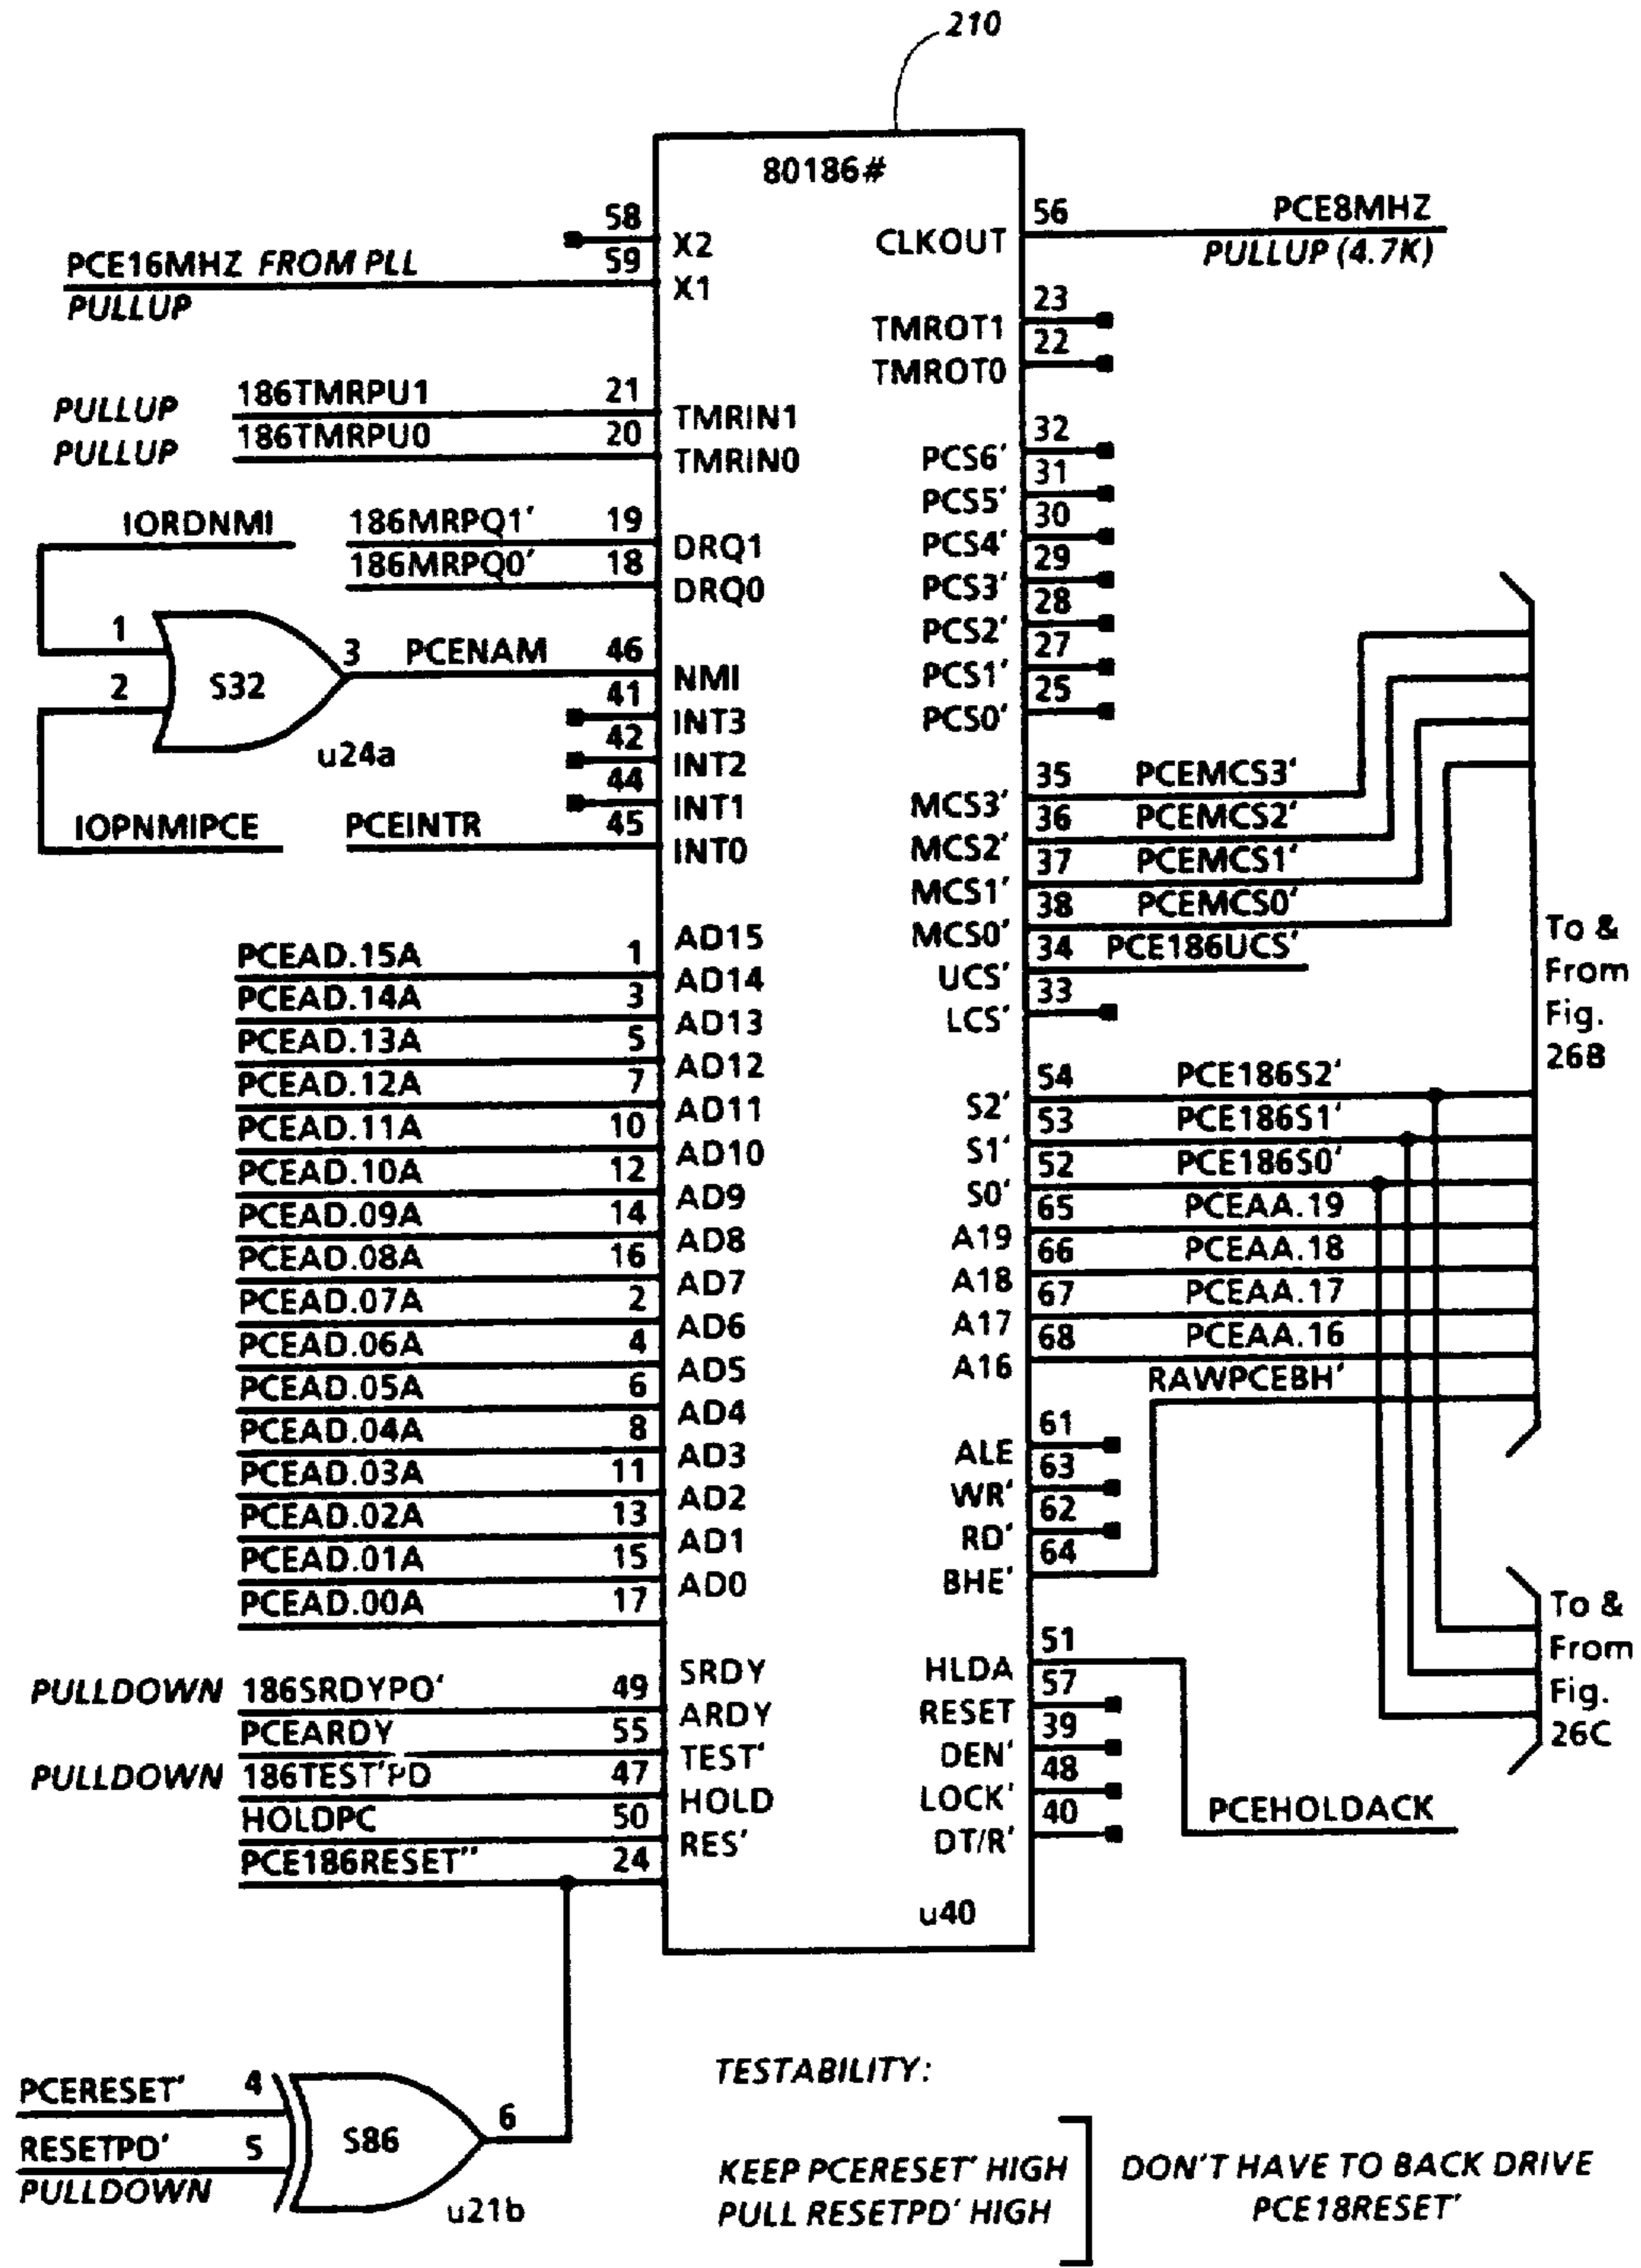 210
80186#
58
X2
PCE16MHZ FROM PLL
59
X1
PULLUP
56
CLKOUT
PCE8MHZ
PULLUP (4.7K)
23
TMROT1
22
TMROT0
PULLUP 186TMRPU1 21 TMRIN1
PULLUP 186TMRPU0 20 TMRIN0
32
PCS6'
31
PCS5'
30
PCS4'
29
PCS3'
28
PCS2'
27
PCS1'
25
PCS0'
IORDNMI
186MRPQ1' 19 DRQ1
186MRPQ0' 18 DRQ0
1
2
S32
3
u24a
PCENAM 46 NMI
41 INT3
42 INT2
44 INT1
IOPNMIPCE
PCEINTR 45 INT0
35 PCEMCS3'
MCS3'
36 PCEMCS2'
MCS2'
37 PCEMCS1'
MCS1'
38 PCEMCS0'
MCS0'
34 PCE186UCS'
UCS'
33
LCS'
To &
From
Fig.
26B
AD15
PCEAD.15A 1
AD14
PCEAD.14A 3
AD13
PCEAD.13A 5
AD12
PCEAD.12A 7
AD11
PCEAD.11A 10
AD10
PCEAD.10A 12
AD9
PCEAD.09A 14
AD8
PCEAD.08A 16
AD7
PCEAD.07A 2
AD6
PCEAD.06A 4
AD5
PCEAD.05A 6
AD4
PCEAD.04A 8
AD3
PCEAD.03A 11
AD2
PCEAD.02A 13
AD1
PCEAD.01A 15
AD0
PCEAD.00A 17
54 PCE186S2'
S2'
53 PCE186S1'
S1'
52 PCE186S0'
S0'
65 PCEAA.19
A19
66 PCEAA.18
A18
67 PCEAA.17
A17
68 PCEAA.16
A16
RAWPCEBH'
61
ALE
63
WR'
62
RD'
64
BHE'
To &
From
Fig.
26C
SRDY
PULLDOWN 186SRDYPO' 49
ARDY
PCEARDY 55
TEST'
PULLDOWN 186TEST'PD 47
HOLD
HOLDPC 50
RES'
PCE186RESET'' 24
51
HLDA
57
RESET
39
DEN'
48
LOCK'
40
DT/R'
PCEHOLDACK
u40
PCERESET' 4
RESETPD' 5
PULLDOWN
S86
6
u21b
TESTABILITY:
KEEP PCERESET' HIGH
PULL RESETPD' HIGH
DON'T HAVE TO BACK DRIVE
PCE18RESET'